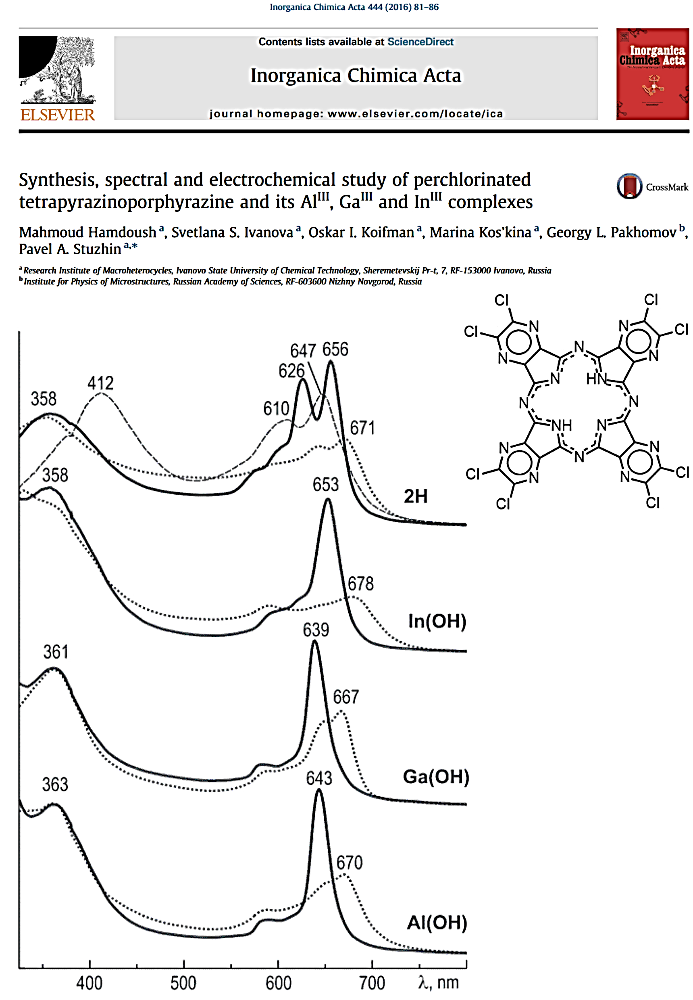 Inorganica Chimica Acta 444 (2016) 81–86
Contents lists available at ScienceDirect
Inorganica Chimica Acta
journal homepage: www.elsevier.com/locate/ica
ELSEVIER
Inorganica
Chimica Acta
Synthesis, spectral and electrochemical study of perchlorinated
tetrapyrazinoporphyrazine and its Al^III, Ga^III and In^III complexes
CrossMark
Mahmoud Hamdoush ª, Svetlana S. Ivanova ª, Oskar I. Koifman ª, Marina Kos'kina ª, Georgy L. Pakhomov ᵇ,
Pavel A. Stuzhin ª,*
ª Research Institute of Macroheterocycles, Ivanovo State University of Chemical Technology, Sheremetevskij Pr-t, 7, RF-153000 Ivanovo, Russia
ᵇ Institute for Physics of Microstructures, Russian Academy of Sciences, RF-603600 Nizhny Novgorod, Russia
Cl Cl
Cl N N Cl
N N N
N HN
N N
NH N
N N N
Cl N N Cl
Cl Cl
647 656
626
412
358
610
671
358
653
2H
678
In(OH)
639
361
667
Ga(OH)
643
363
670
Al(OH)
400 500 600 700 λ, nm